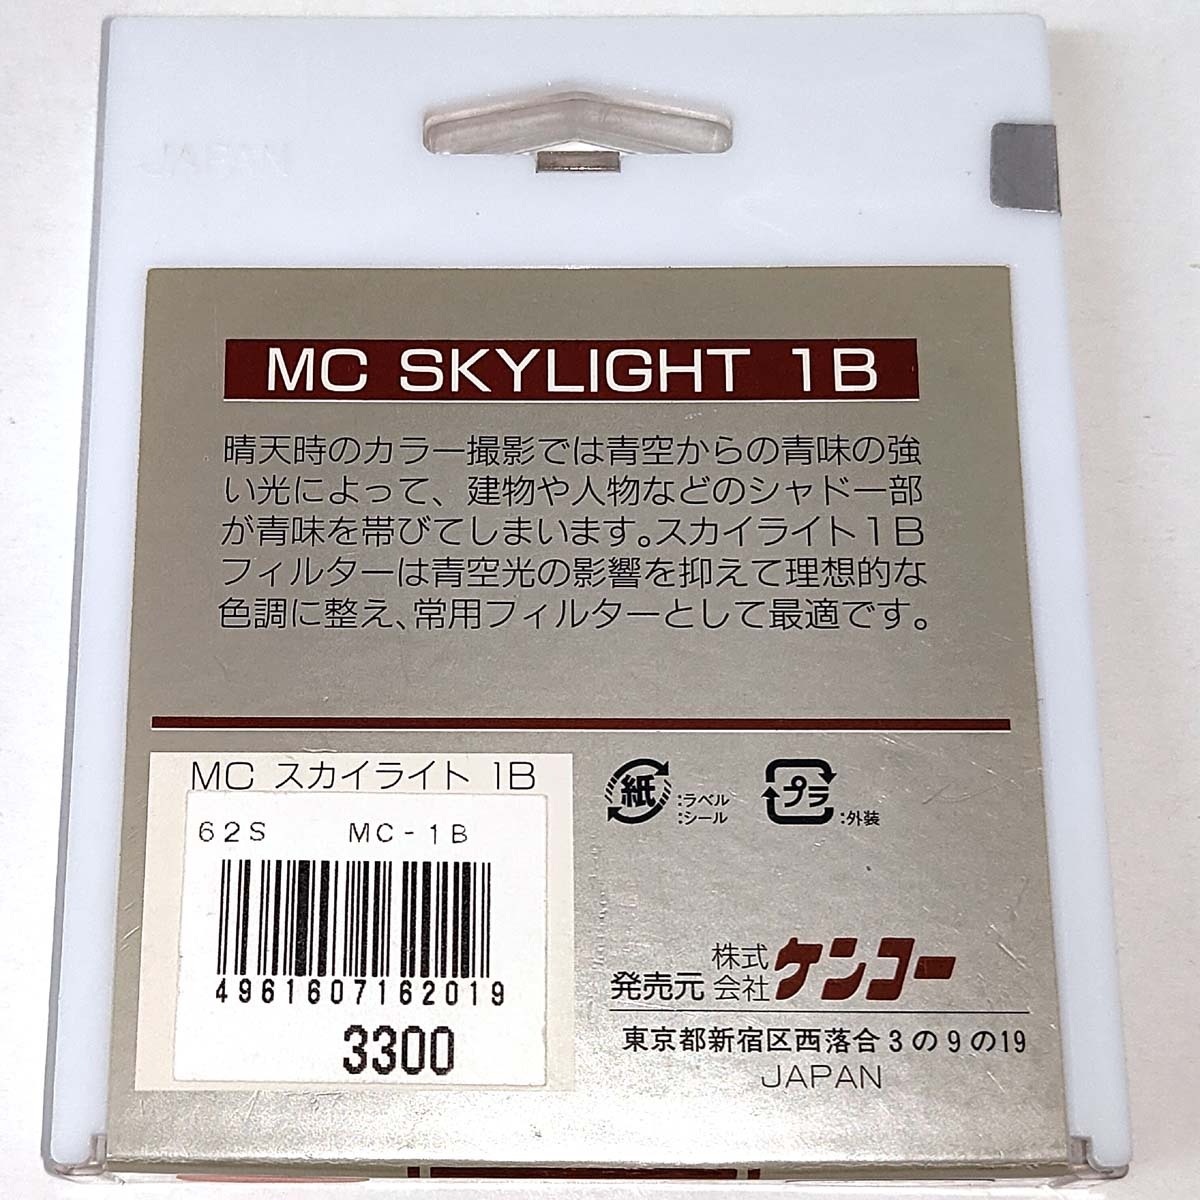 JAPAN
MC SKYLIGHT 1B
晴天時のカラー撮影では青空からの青味の強
い光によって、建物や人物などのシャドー部
が青味を帯びてしまいます。スカイライト1B
フィルターは青空光の影響を抑えて理想的な
色調に整え、常用フィルターとして最適です。
MC スカイライト 1B
62S MC-1B
4961607162019
3300
紙 :ラベル
:シール
プラ :外装
発売元 株式会社 ケンコー
東京都新宿区西落合3の9の19
JAPAN